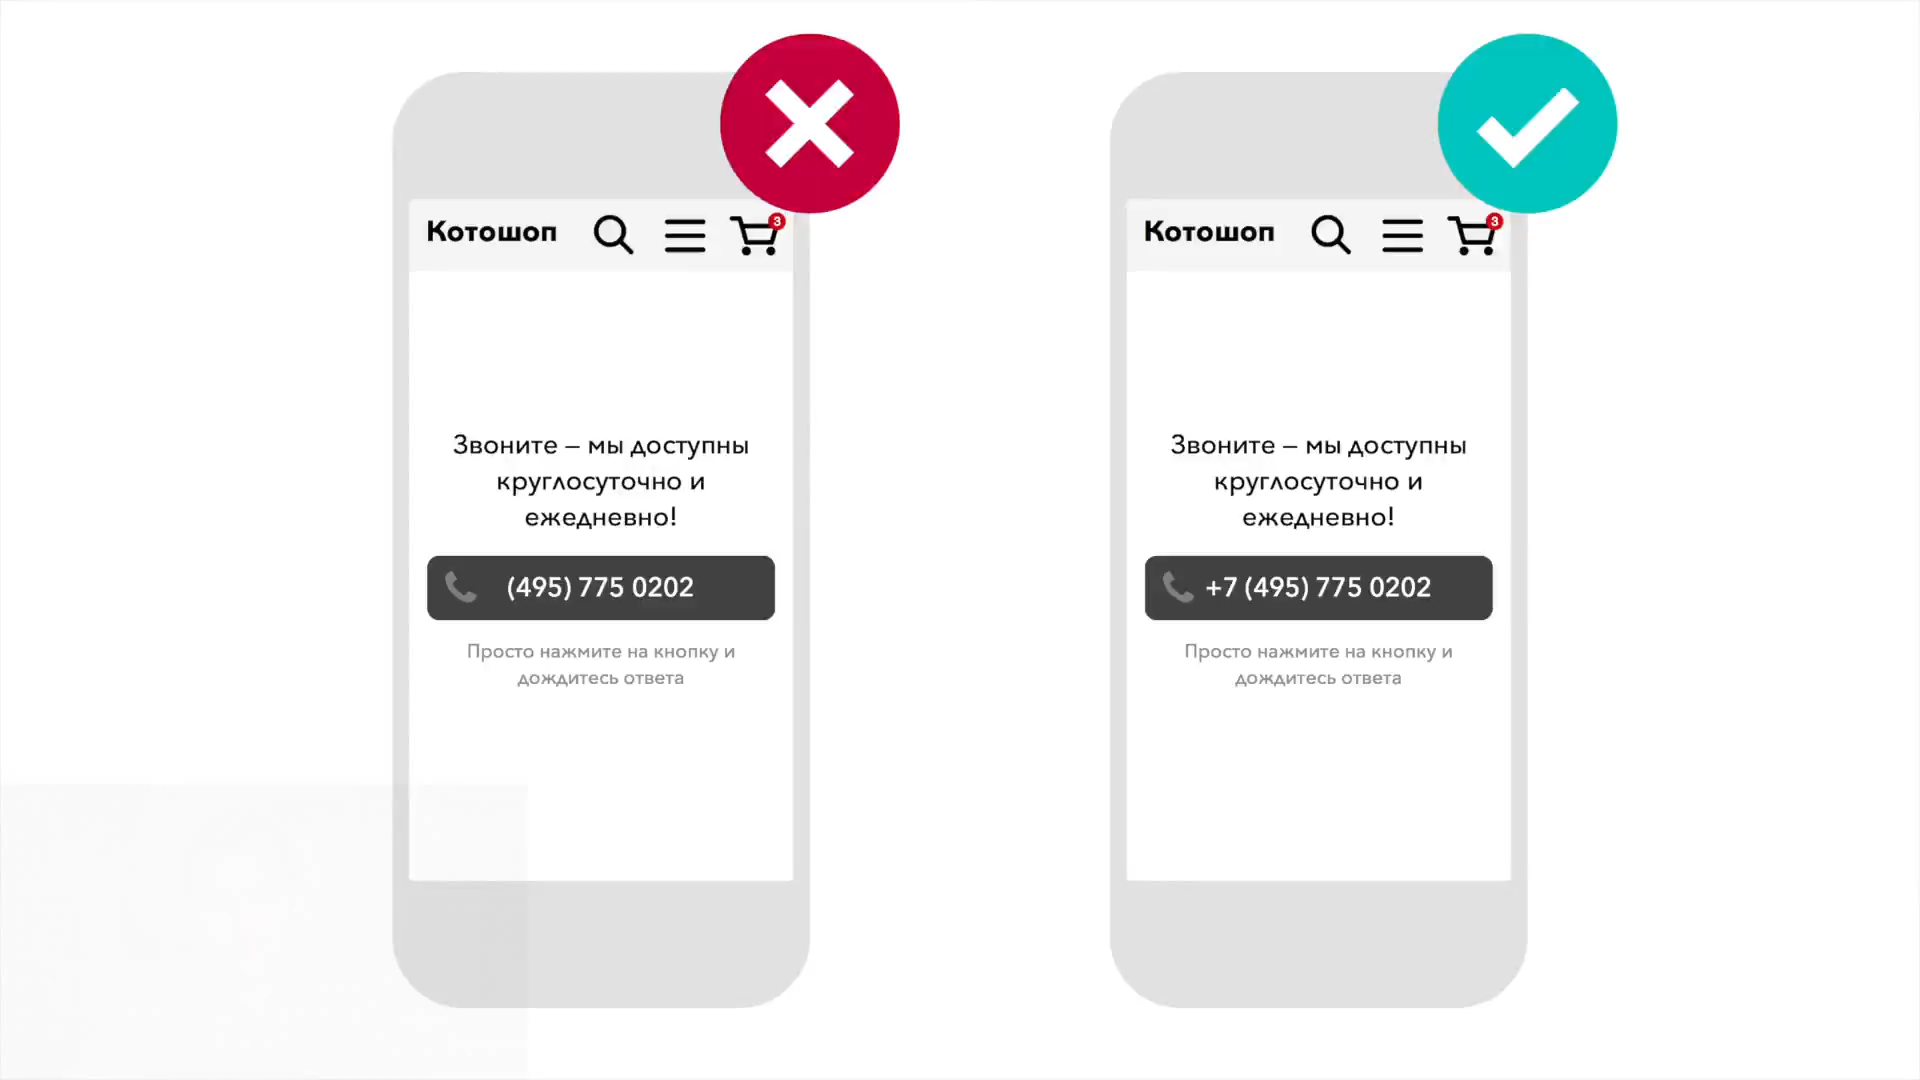 Котошоп
3
Звоните – мы доступны
круглосуточно и
ежедневно!
(495) 775 0202
Просто нажмите на кнопку и
дождитесь ответа
Котошоп
3
Звоните – мы доступны
круглосуточно и
ежедневно!
+7 (495) 775 0202
Просто нажмите на кнопку и
дождитесь ответа